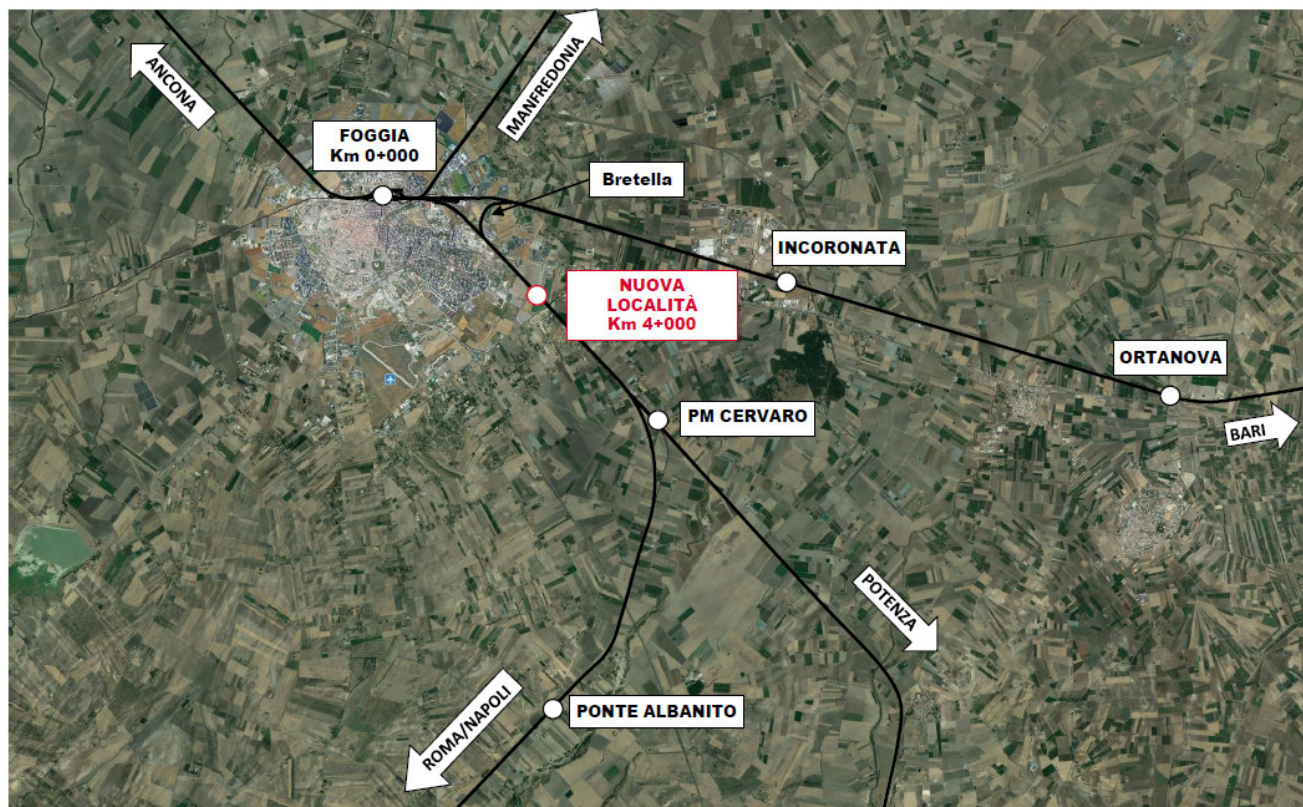 ANCONA
MANFREDONIA
FOGGIA
Km 0+000
Bretella
INCORONATA
NUOVA
LOCALITÀ
Km 4+000
ORTANOVA
PM CERVARO
BARI
POTENZA
ROMA/NAPOLI
PONTE ALBANITO